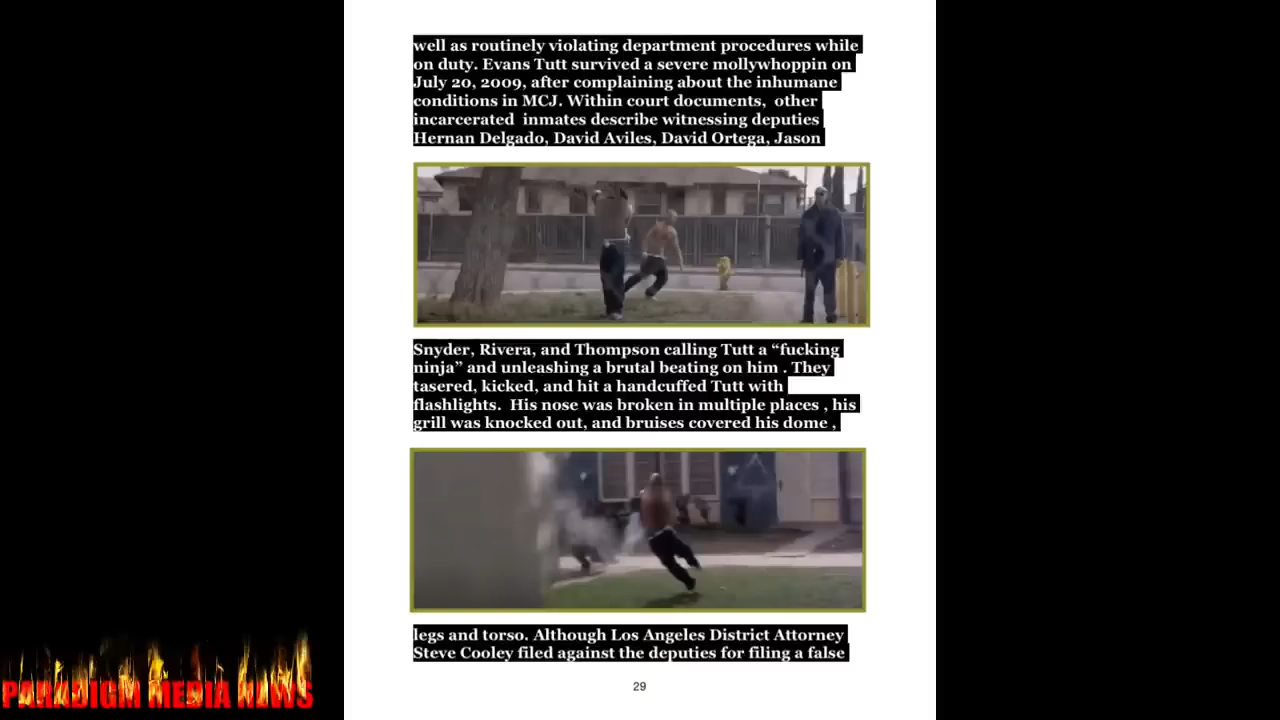 well as routinely violating department procedures while
on duty. Evans Tutt survived a severe mollywhoppin on
July 20, 2009, after complaining about the inhumane
conditions in MCJ. Within court documents,  other
incarcerated  inmates describe witnessing deputies
Hernan Delgado, David Aviles, David Ortega, Jason
Snyder, Rivera, and Thompson calling Tutt a “fucking
ninja” and unleashing a brutal beating on him . They
tasered, kicked, and hit a handcuffed Tutt with
flashlights.  His nose was broken in multiple places , his
grill was knocked out, and bruises covered his dome ,
legs and torso. Although Los Angeles District Attorney
Steve Cooley filed against the deputies for filing a false
29
PARADIGM MEDIA NEWS